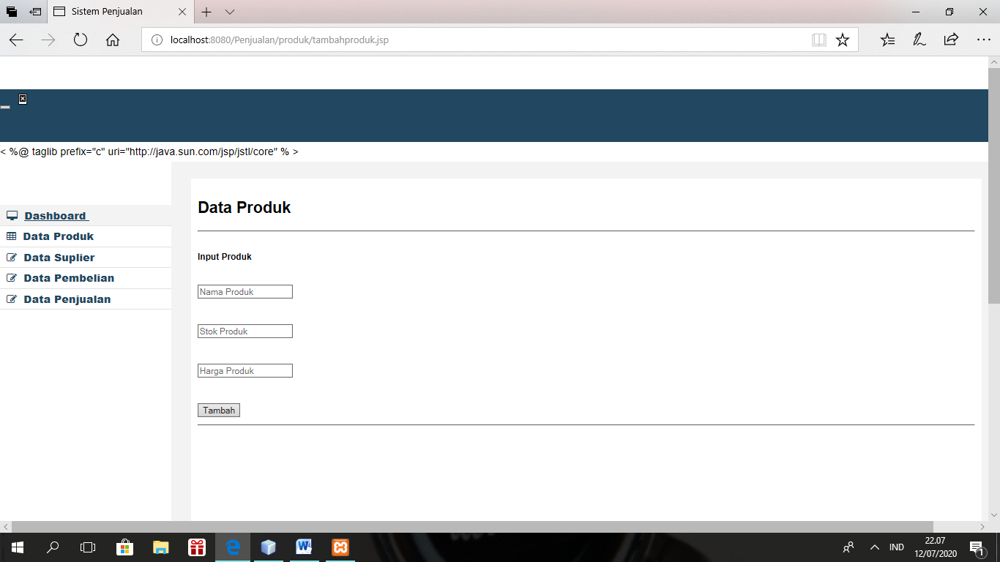 Sistem Penjualan
localhost:8080/Penjualan/produk/tambahproduk.jsp
< %@ taglib prefix="c" uri="http://java.sun.com/jsp/jstl/core" % >
Dashboard
Data Produk
Data Suplier
Data Pembelian
Data Penjualan
Data Produk
Input Produk
Nama Produk
Stok Produk
Harga Produk
Tambah
IND
22.07
12/07/2020
1